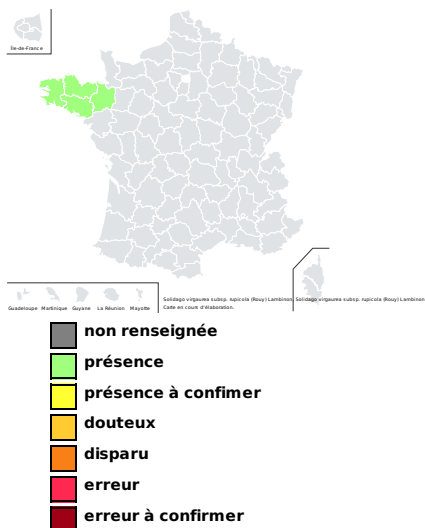 Île-de-France
Guadeloupe Martinique Guyane La Réunion Mayotte
Solidago virgaurea subsp. rupicola (Rouy) Lambinon Solidago virgaurea subsp. rupicola (Rouy) Lambinon
Carte en cours d'élaboration.
non renseignée
présence
présence à confimer
douteux
disparu
erreur
erreur à confirmer